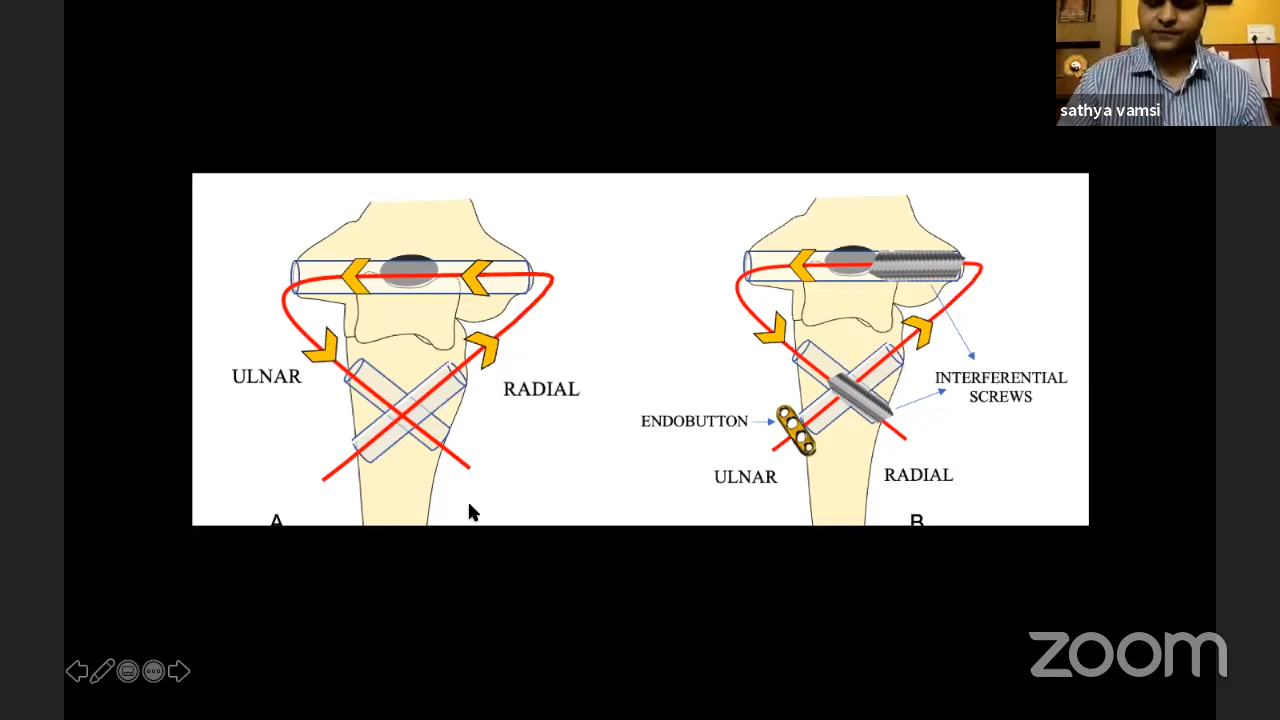 sathya vamsi
ULNAR
RADIAL
A
INTERFERENTIAL
SCREWS
ENDOBUTTON
ULNAR
RADIAL
B
zoom